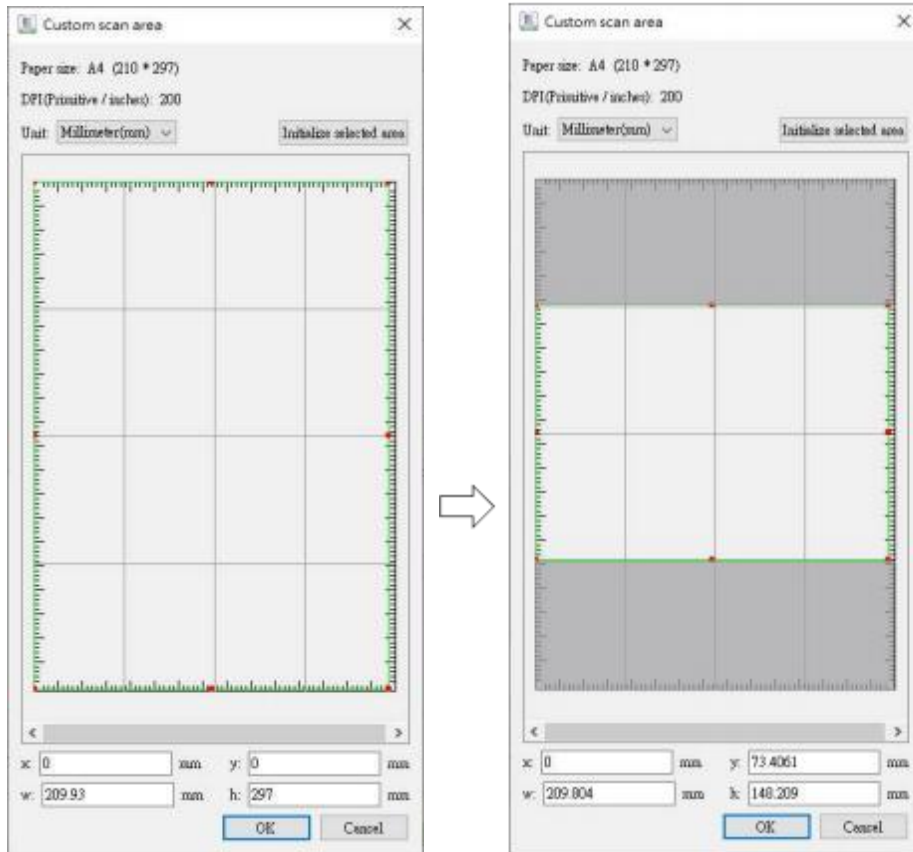 Custom scan area
Paper size: A4 (210 * 297)
DPI(Primitive / inches): 200
Unit: Millimeter(mm) Initialize selected area
x: 0 mm y: 0 mm
w: 209.93 mm h: 297 mm
OK Cancel
Custom scan area
Paper size: A4 (210 * 297)
DPI(Primitive / inches): 200
Unit: Millimeter(mm) Initialize selected area
x: 0 mm y: 73.4061 mm
w: 209.804 mm h: 148.209 mm
OK Cancel